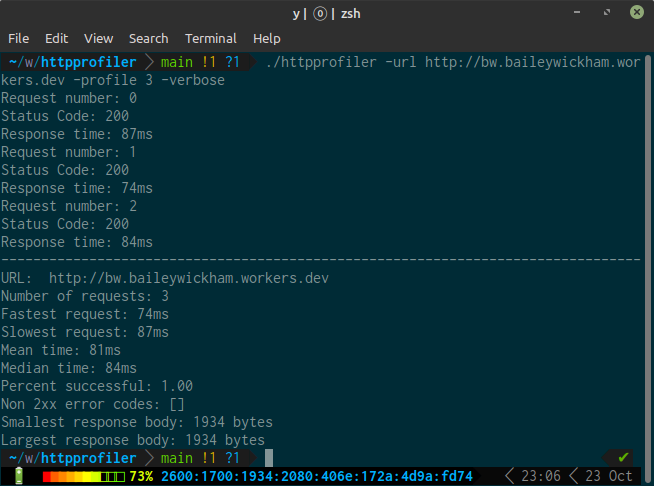 y | ⓪ | zsh
File Edit View Search Terminal Help
~/w/httpprofiler main !1 ?1 ./httpprofiler -url http://bw.baileywickham.wor
kers.dev -profile 3 -verbose
Request number: 0
Status Code: 200
Response time: 87ms
Request number: 1
Status Code: 200
Response time: 74ms
Request number: 2
Status Code: 200
Response time: 84ms
--------------------------------------------------------------------------------
URL:  http://bw.baileywickham.workers.dev
Number of requests: 3
Fastest request: 74ms
Slowest request: 87ms
Mean time: 81ms
Median time: 84ms
Percent successful: 1.00
Non 2xx error codes: []
Smallest response body: 1934 bytes
Largest response body: 1934 bytes
~/w/httpprofiler main !1 ?1 ✔
73% 2600:1700:1934:2080:406e:172a:4d9a:fd74 23:06 23 Oct